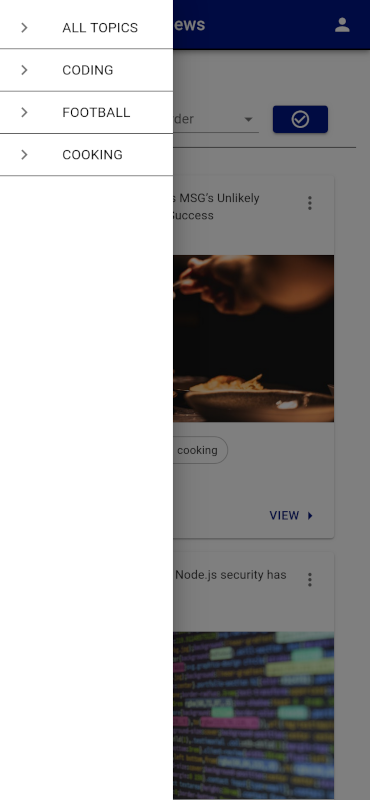 ALL TOPICS
CODING
FOOTBALL
COOKING
ews
der
MSG's Unlikely
Success
cooking
VIEW
Node.js security has